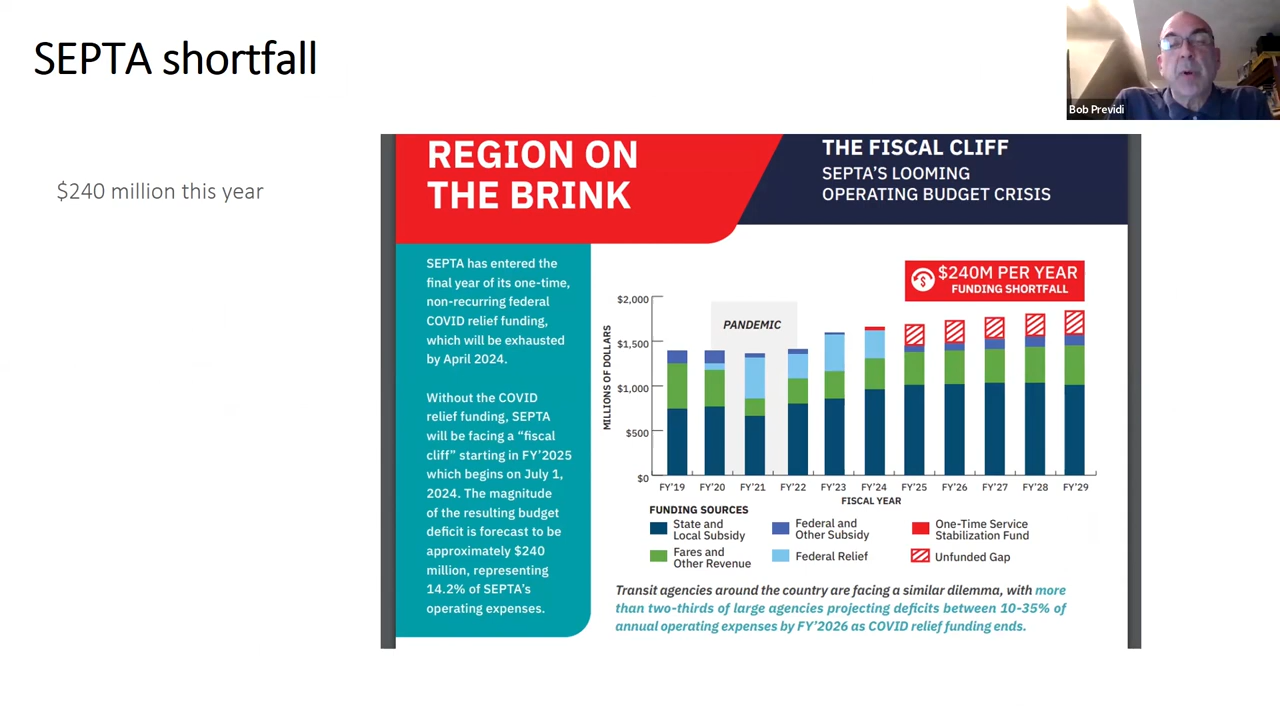 SEPTA shortfall
Bob Previdi
$240 million this year
REGION ON
THE BRINK
THE FISCAL CLIFF
SEPTA'S LOOMING
OPERATING BUDGET CRISIS
SEPTA has entered the
final year of its one-time,
non-recurring federal
COVID relief funding,
which will be exhausted
by April 2024.
Without the COVID
relief funding, SEPTA
will be facing a “fiscal
cliff” starting in FY'2025
which begins on July 1,
2024. The magnitude
of the resulting budget
deficit is forecast to be
approximately $240
million, representing
14.2% of SEPTA's
operating expenses.
$240M PER YEAR
FUNDING SHORTFALL
PANDEMIC
MILLIONS OF DOLLARS
$2,000
$1,500
$1,000
$500
$0
FY'19 FY'20 FY'21 FY'22 FY'23 FY'24 FY'25 FY'26 FY'27 FY'28 FY'29
FISCAL YEAR
FUNDING SOURCES
State and
Local Subsidy
Fares and
Other Revenue
Federal and
Other Subsidy
Federal Relief
One-Time Service
Stabilization Fund
Unfunded Gap
Transit agencies around the country are facing a similar dilemma, with more
than two-thirds of large agencies projecting deficits between 10-35% of
annual operating expenses by FY'2026 as COVID relief funding ends.